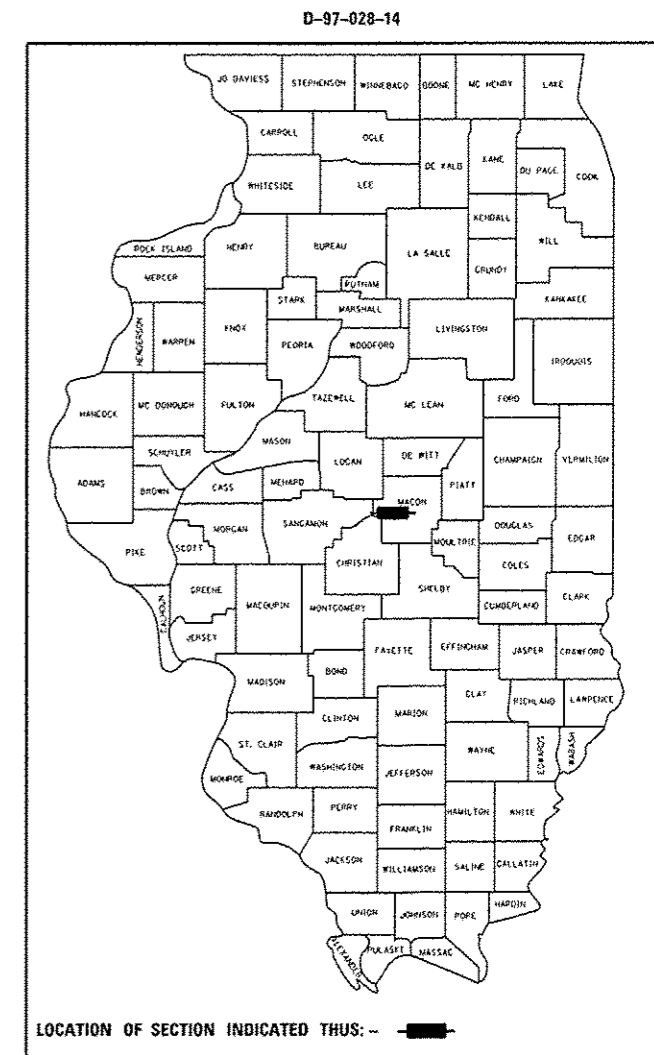 D-97-028-14
JO DAVIESS STEPHENSON WINNEBAGO BOONE MC HENRY LAKE
CARROLL OGLE
DE KALB KANE DU PAGE COOK
WHITESIDE LEE
KENDALL WILL
ROCK ISLAND HENRY BUREAU LA SALLE GRUNDY
MERCER PUTNAM
STARK MARSHALL KANKAKEE
HENDERSON WARREN KNOX PEORIA WOODFORD LIVINGSTON
IROQUOIS
HANCOCK MC DONOUGH FULTON TAZEWELL MC LEAN FORD
MASON
SCHUYLER LOGAN DE WITT CHAMPAIGN VERMILION
ADAMS BROWN CASS MENARD MACON PIATT
PIKE SCOTT MORGAN SANGAMON DOUGLAS EDGAR
CHRISTIAN MOULTRIE COLES
GREENE MACOUPIN MONTGOMERY SHELBY CUMBERLAND CLARK
CALHOUN JERSEY
FAYETTE EFFINGHAM JASPER CRAWFORD
MADISON BOND
CLAY RICHLAND LAWRENCE
CLINTON MARION
ST. CLAIR WAYNE EDWARDS WABASH
WASHINGTON JEFFERSON
MONROE
RANDOLPH PERRY HAMILTON WHITE
FRANKLIN
JACKSON WILLIAMSON SALINE GALLATIN
UNION JOHNSON POPE HARDIN
ALEXANDER PULASKI MASSAC
LOCATION OF SECTION INDICATED THUS: -